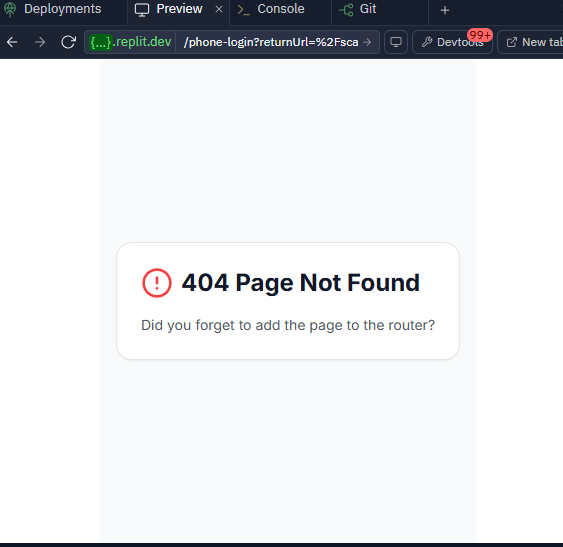 Deployments Preview × Console Git +
{...}.replit.dev /phone-login?returnUrl=%2Fsca Devtools 99+ New tab
404 Page Not Found
Did you forget to add the page to the router?